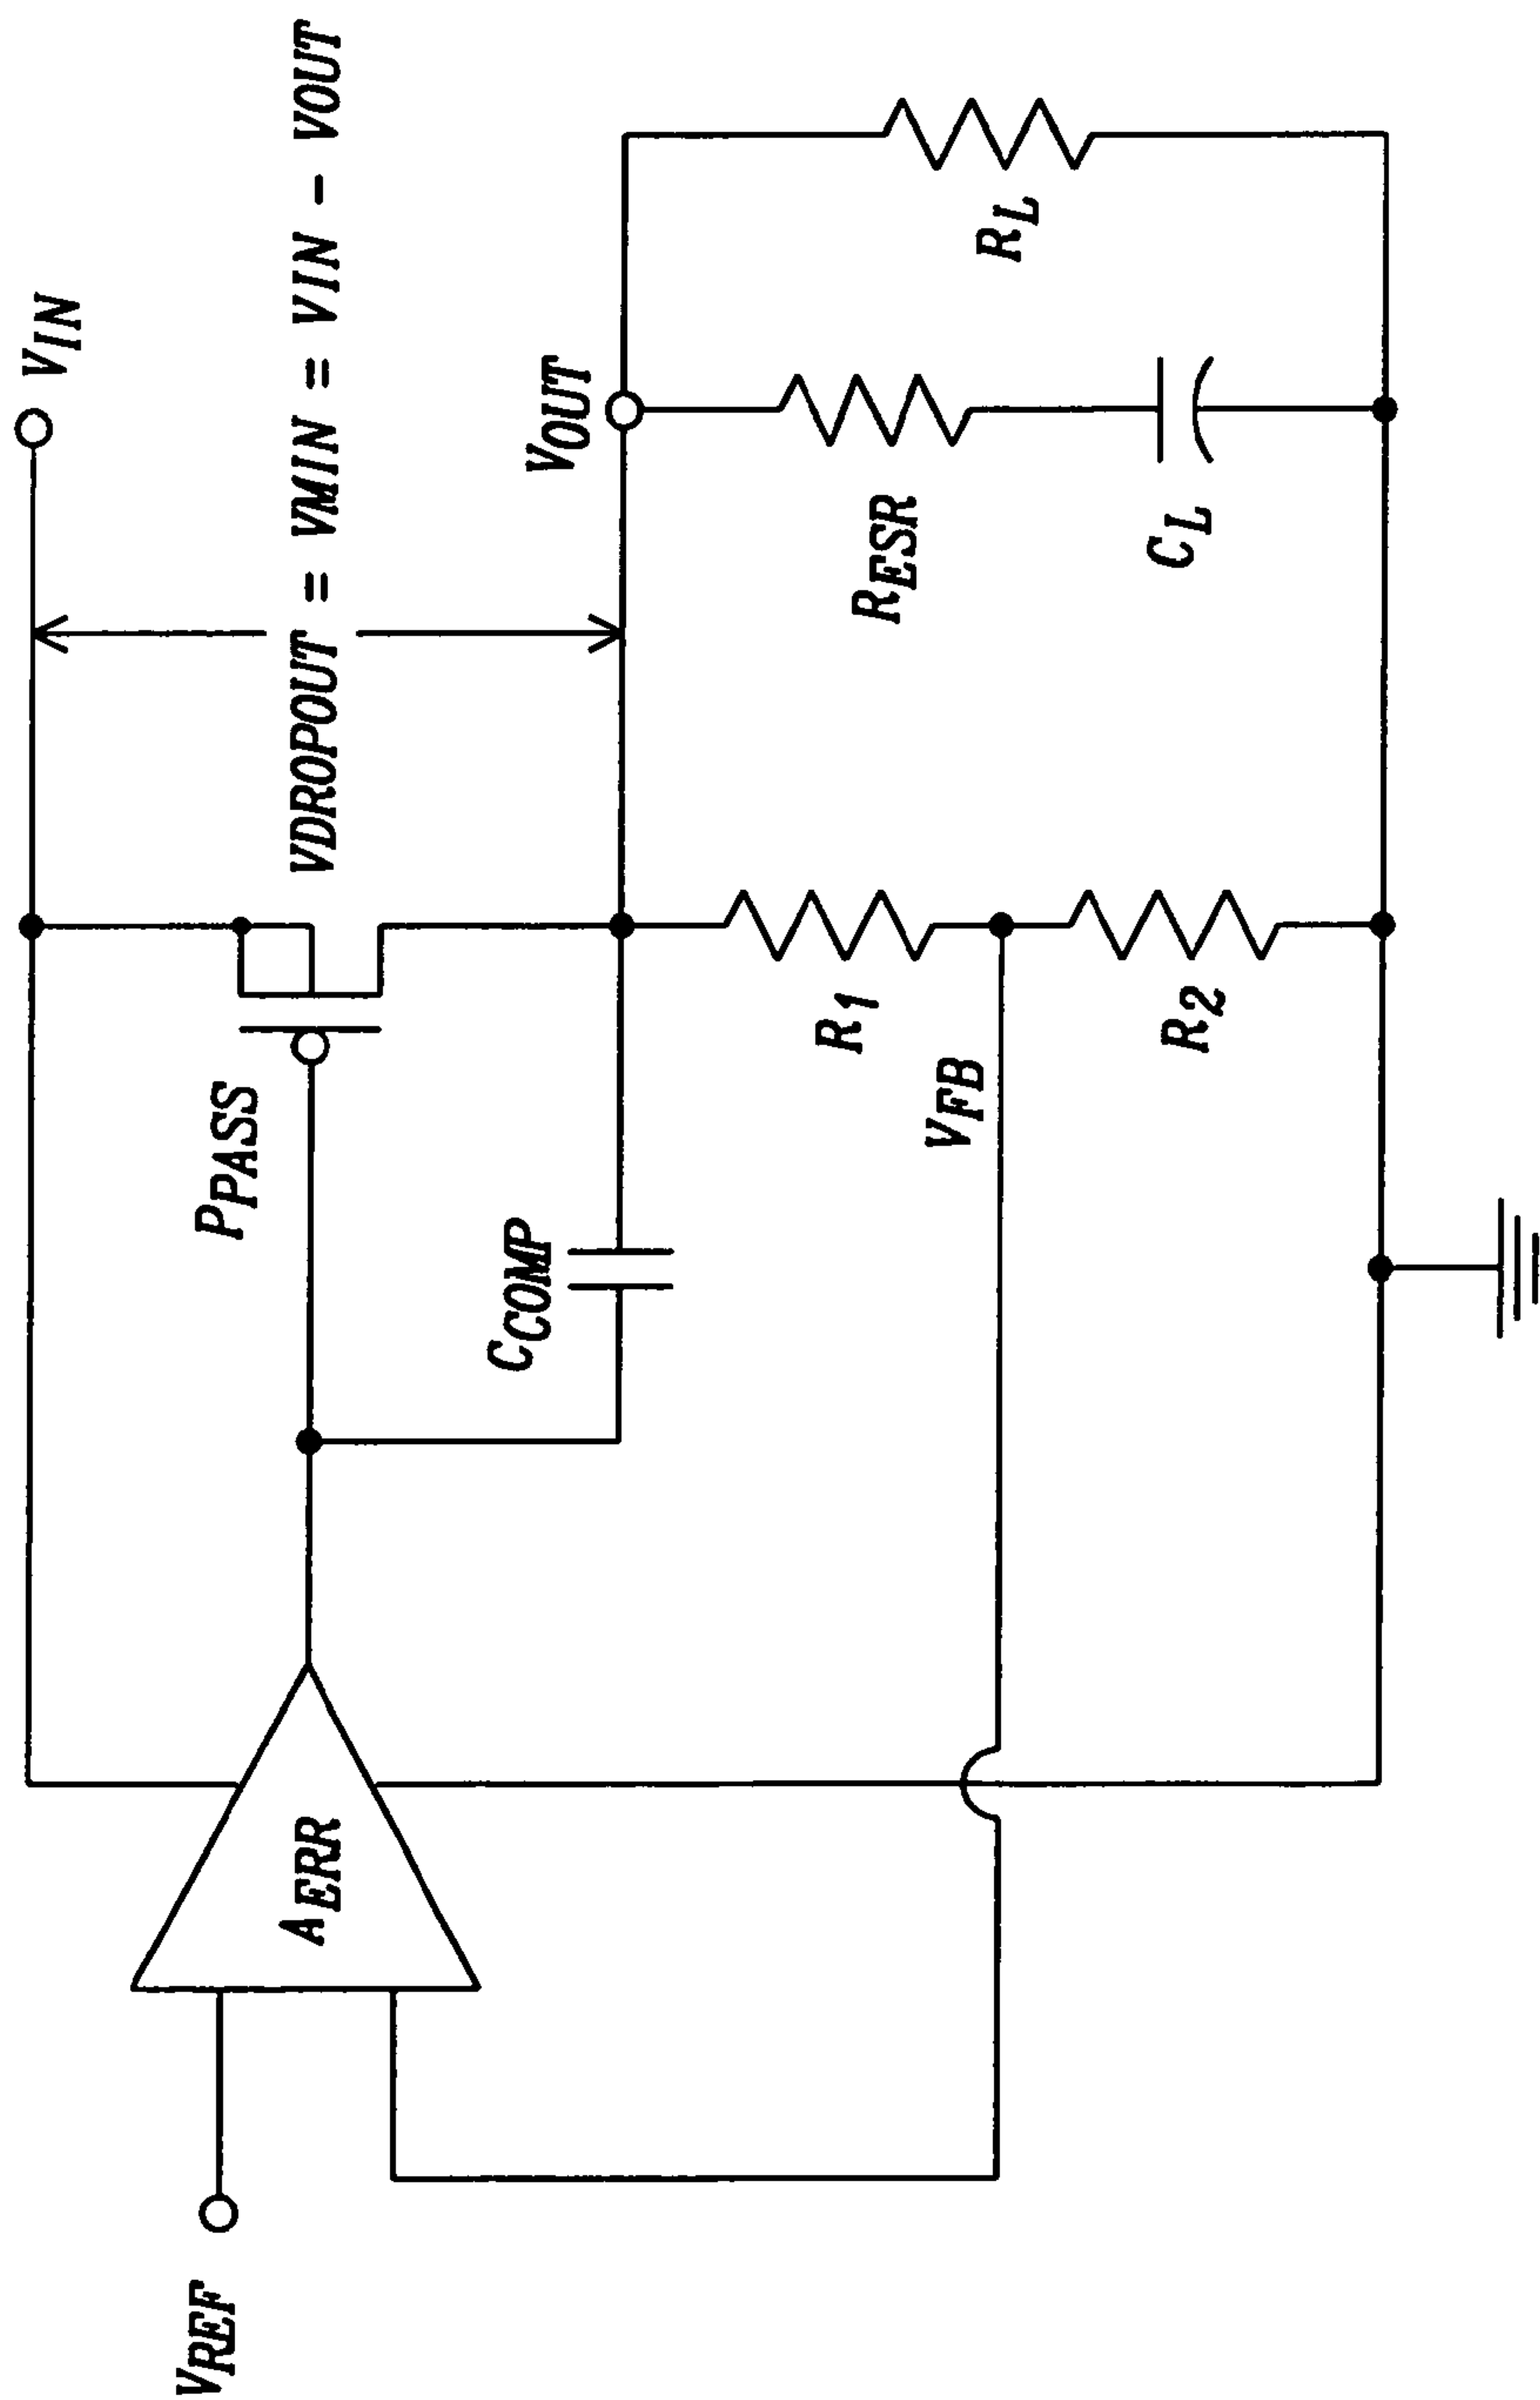 VIN
VDROPOUT = VMIN = VIN - VOUT
PPASS
VOUT
CCOMP
AERR
VREF
R1
RESR
RL
VFB
CL
R2